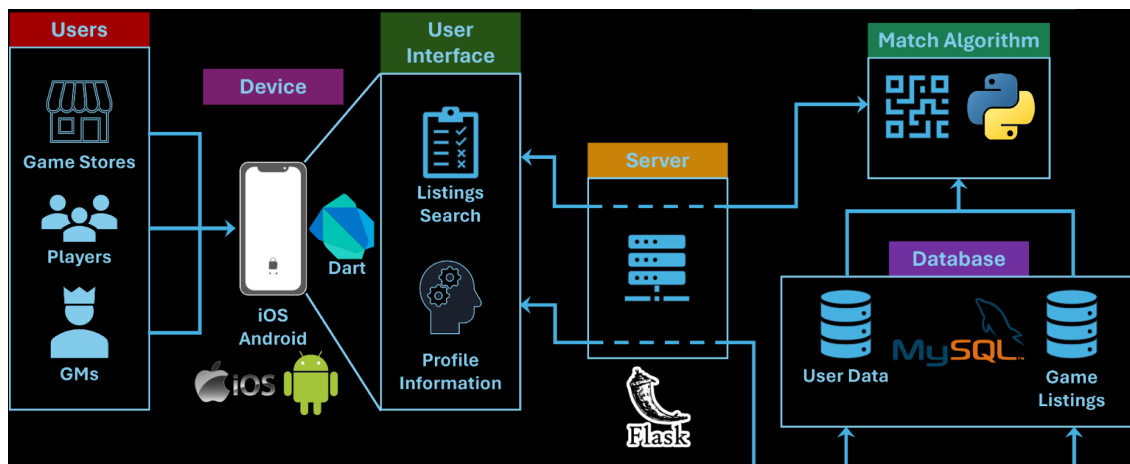 Users
Game Stores
Players
GMs
Device
Dart
iOS
Android
iOS
User
Interface
Listings
Search
Profile
Information
Server
Flask
Match Algorithm
Database
User Data
MySQL
TM
Game
Listings